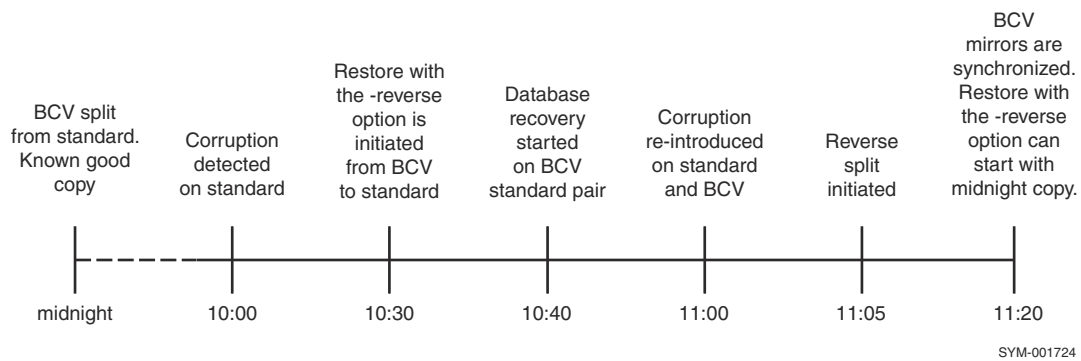 BCV split
from standard.
Known good
copy
Corruption
detected
on standard
Restore with
the -reverse
option is
initiated
from BCV
to standard
Database
recovery
started
on BCV
standard pair
Corruption
re-introduced
on standard
and BCV
Reverse
split
initiated
BCV
mirrors are
synchronized.
Restore with
the -reverse
option can
start with
midnight copy.
midnight
10:00
10:30
10:40
11:00
11:05
11:20
SYM-001724